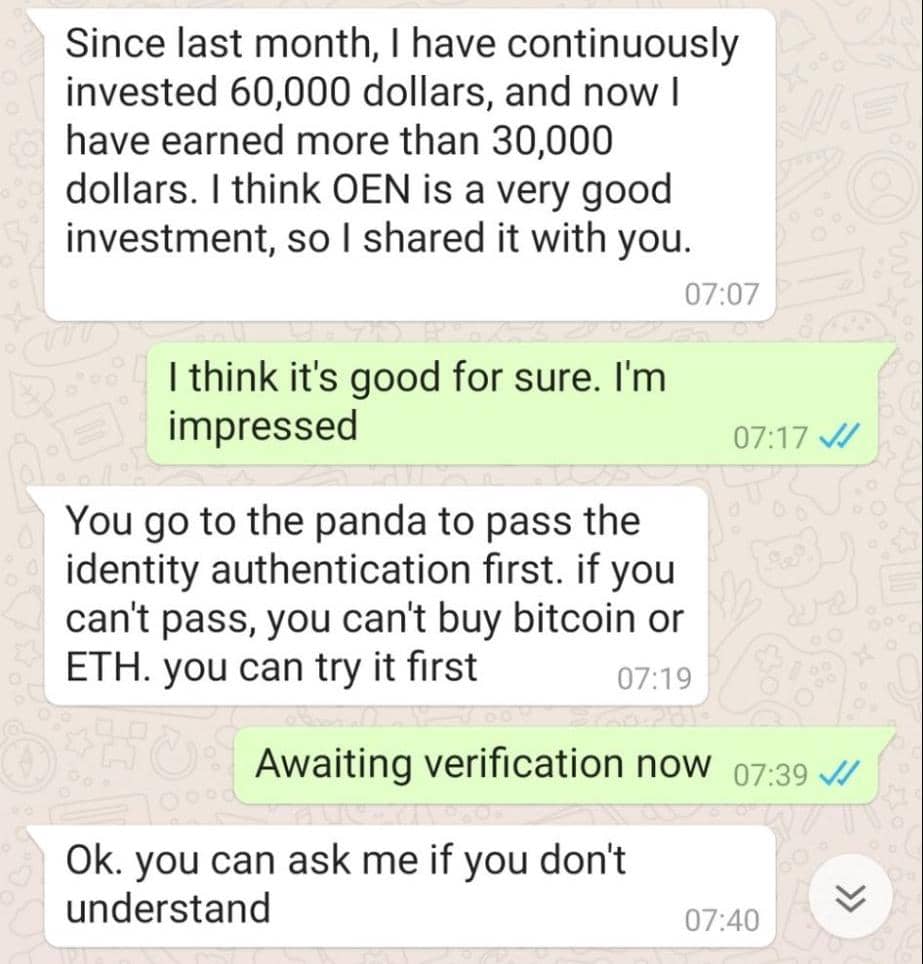 Since last month, I have continuously
invested 60,000 dollars, and now I
have earned more than 30,000
dollars. I think OEN is a very good
investment, so I shared it with you.
07:07
I think it's good for sure. I'm
impressed
07:17
You go to the panda to pass the
identity authentication first. if you
can't pass, you can't buy bitcoin or
ETH. you can try it first
07:19
Awaiting verification now
07:39
Ok. you can ask me if you don't
understand
07:40